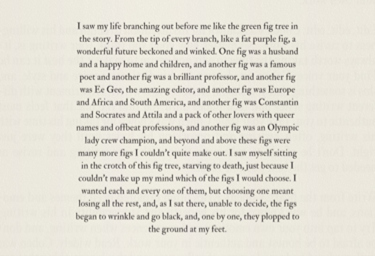 I saw my life branching out before me like the green fig tree in
the story. From the tip of every branch, like a fat purple fig, a
wonderful future beckoned and winked. One fig was a husband
and a happy home and children, and another fig was a famous
poet and another fig was a brilliant professor, and another fig
was Ee Gee, the amazing editor, and another fig was Europe
and Africa and South America, and another fig was Constantin
and Socrates and Attila and a pack of other lovers with queer
names and offbeat professions, and another fig was an Olympic
lady crew champion, and beyond and above these figs were
many more figs I couldn't quite make out. I saw myself sitting
in the crotch of this fig tree, starving to death, just because I
couldn't make up my mind which of the figs I would choose. I
wanted each and every one of them, but choosing one meant
losing all the rest, and, as I sat there, unable to decide, the figs
began to wrinkle and go black, and, one by one, they plopped to
the ground at my feet.